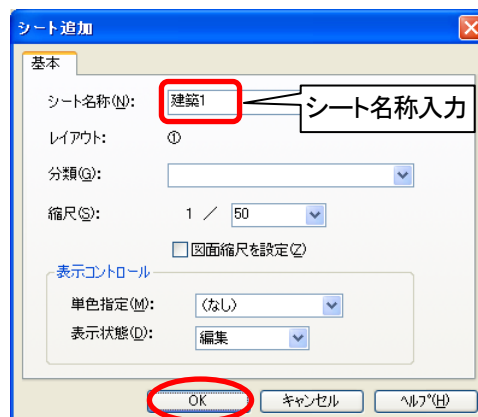 シート追加
基本
シート名称(N): 建築1
シート名称入力
レイアウト: ①
分類(G):
縮尺(S): 1 / 50
図面縮尺を設定(Z)
表示コントロール
単色指定(M): (なし)
表示状態(D): 編集
OK キャンセル ヘルプ(H)